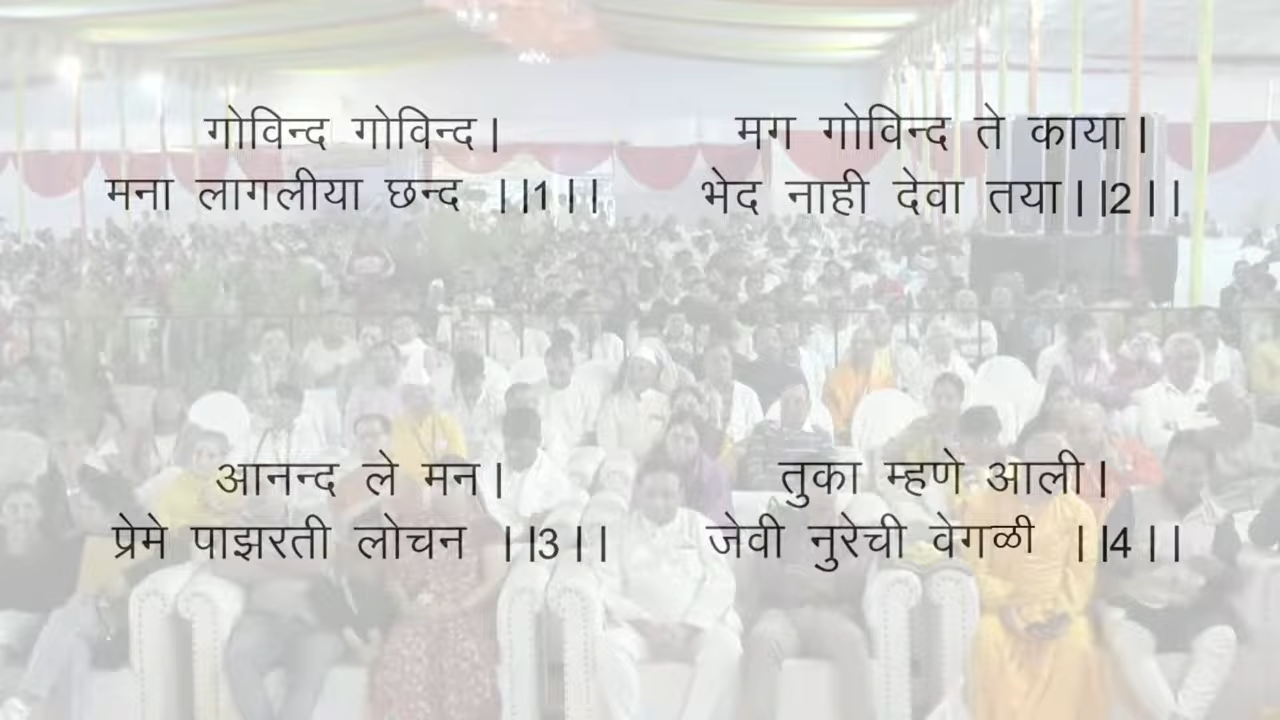 गोविन्द गोविन्द।
मना लागलीया छन्द ।।1।।
मग गोविन्द ते काया।
भेद नाही देवा तया।।2।।
आनन्द ले मन।
प्रेमे पाझरती लोचन ।।3।।
तुका म्हणे आली।
जेवी नुरेची वेगळी ।।4।।